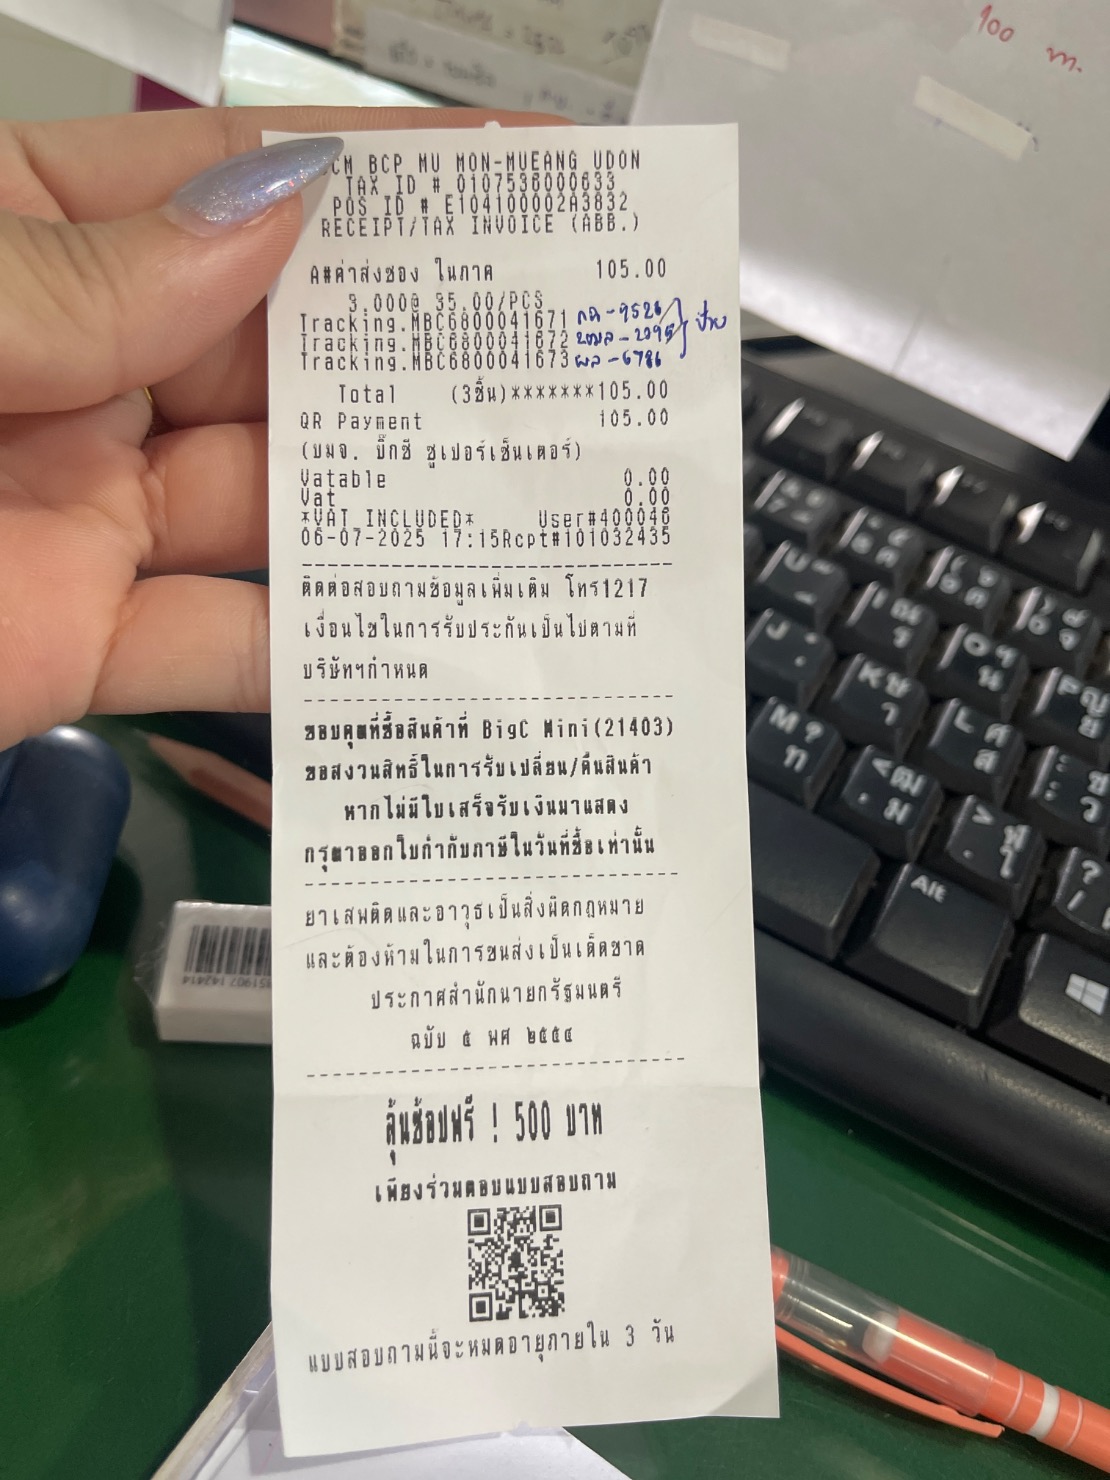 CM BCP MU MON-MUEANG UDON
TAX ID # 0107536000633
POS ID # E104100002A3832
RECEIPT/TAX INVOICE (ABB.)
A#ค่าส่งซอง ในภาค 105.00
3.000@ 35.00/PCS
Tracking.MBC6800041671 กฉ-9526
Tracking.MBC6800041672 2095
Tracking.MBC6800041673 ผล-6786
Total (3ชิ้น)*******105.00
QR Payment 105.00
(บมจ. บิ๊กซี ซูเปอร์เซ็นเตอร์)
Vatable 0.00
Vat 0.00
*VAT INCLUDED* User#400046
06-07-2025 17:15Rcpt#101032435
ติดต่อสอบถามข้อมูลเพิ่มเติม โทร1217
เงื่อนไขในการรับประกันเป็นไปตามที่
บริษัทฯกำหนด
ขอบคุณที่ซื้อสินค้าที่ BigC Mini(21403)
ขอสงวนสิทธิ์ในการรับเปลี่ยน/คืนสินค้า
หากไม่มีใบเสร็จรับเงินมาแสดง
กรุณาออกใบกำกับภาษีในวันที่ซื้อเท่านั้น
ยาเสพติดและอาวุธเป็นสิ่งผิดกฎหมาย
และต้องห้ามในการขนส่งเป็นเด็ดขาด
ประกาศสำนักนายกรัฐมนตรี
ฉบับ ๕ พศ ๒๕๕๔
ลุ้นช้อปฟรี ! 500 บาท
เพียงร่วมตอบแบบสอบถาม
แบบสอบถามนี้จะหมดอายุภายใน 3 วัน
100
Alt